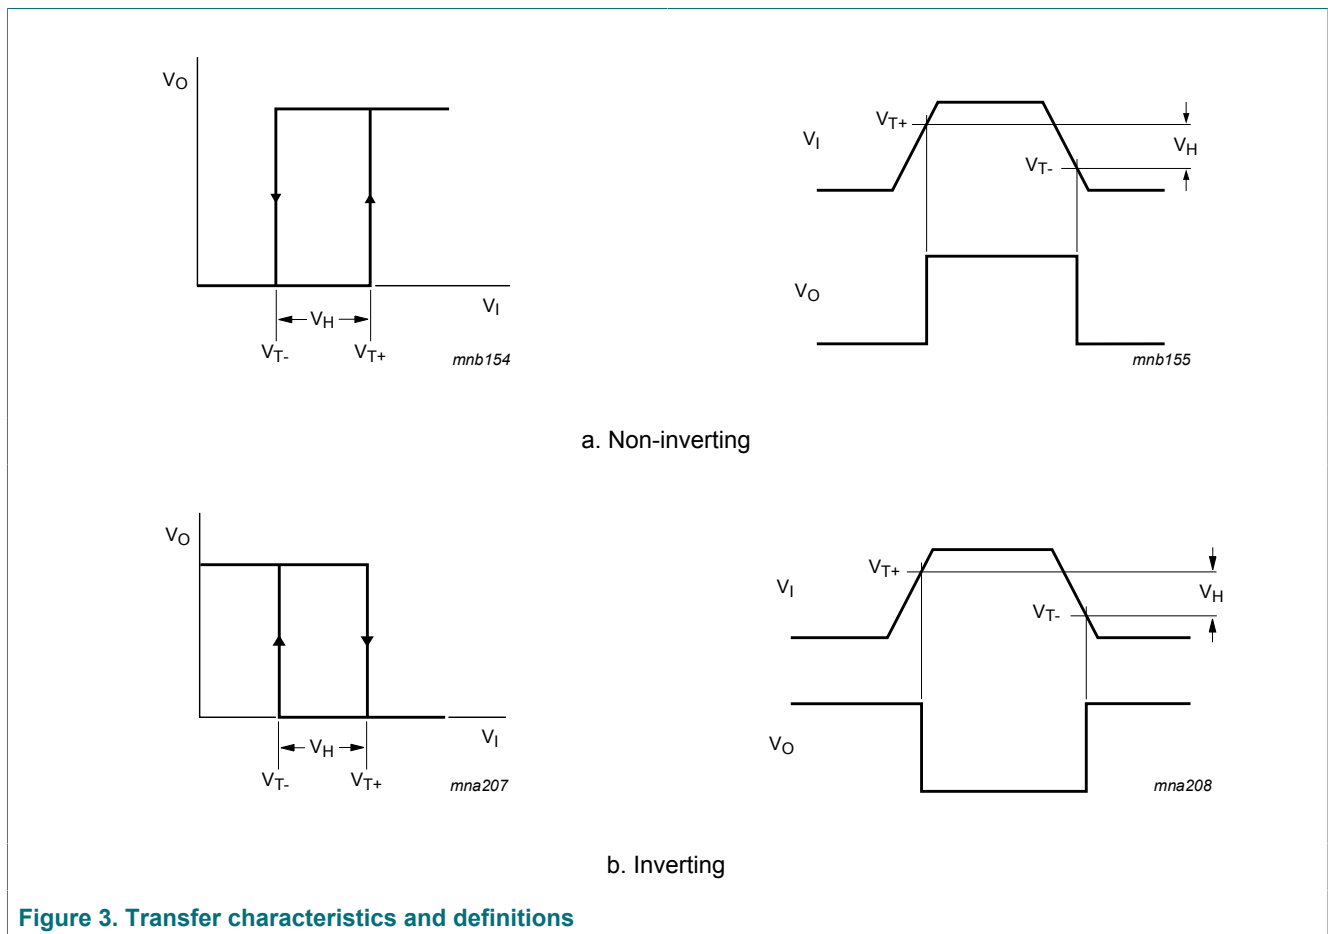 VO
VI
VH
VT-
VT+
mnb154
VI
VT+
VT-
VH
VO
mnb155
a. Non-inverting
VO
VI
VH
VT-
VT+
mna207
VI
VT+
VT-
VH
VO
mna208
b. Inverting
Figure 3. Transfer characteristics and definitions